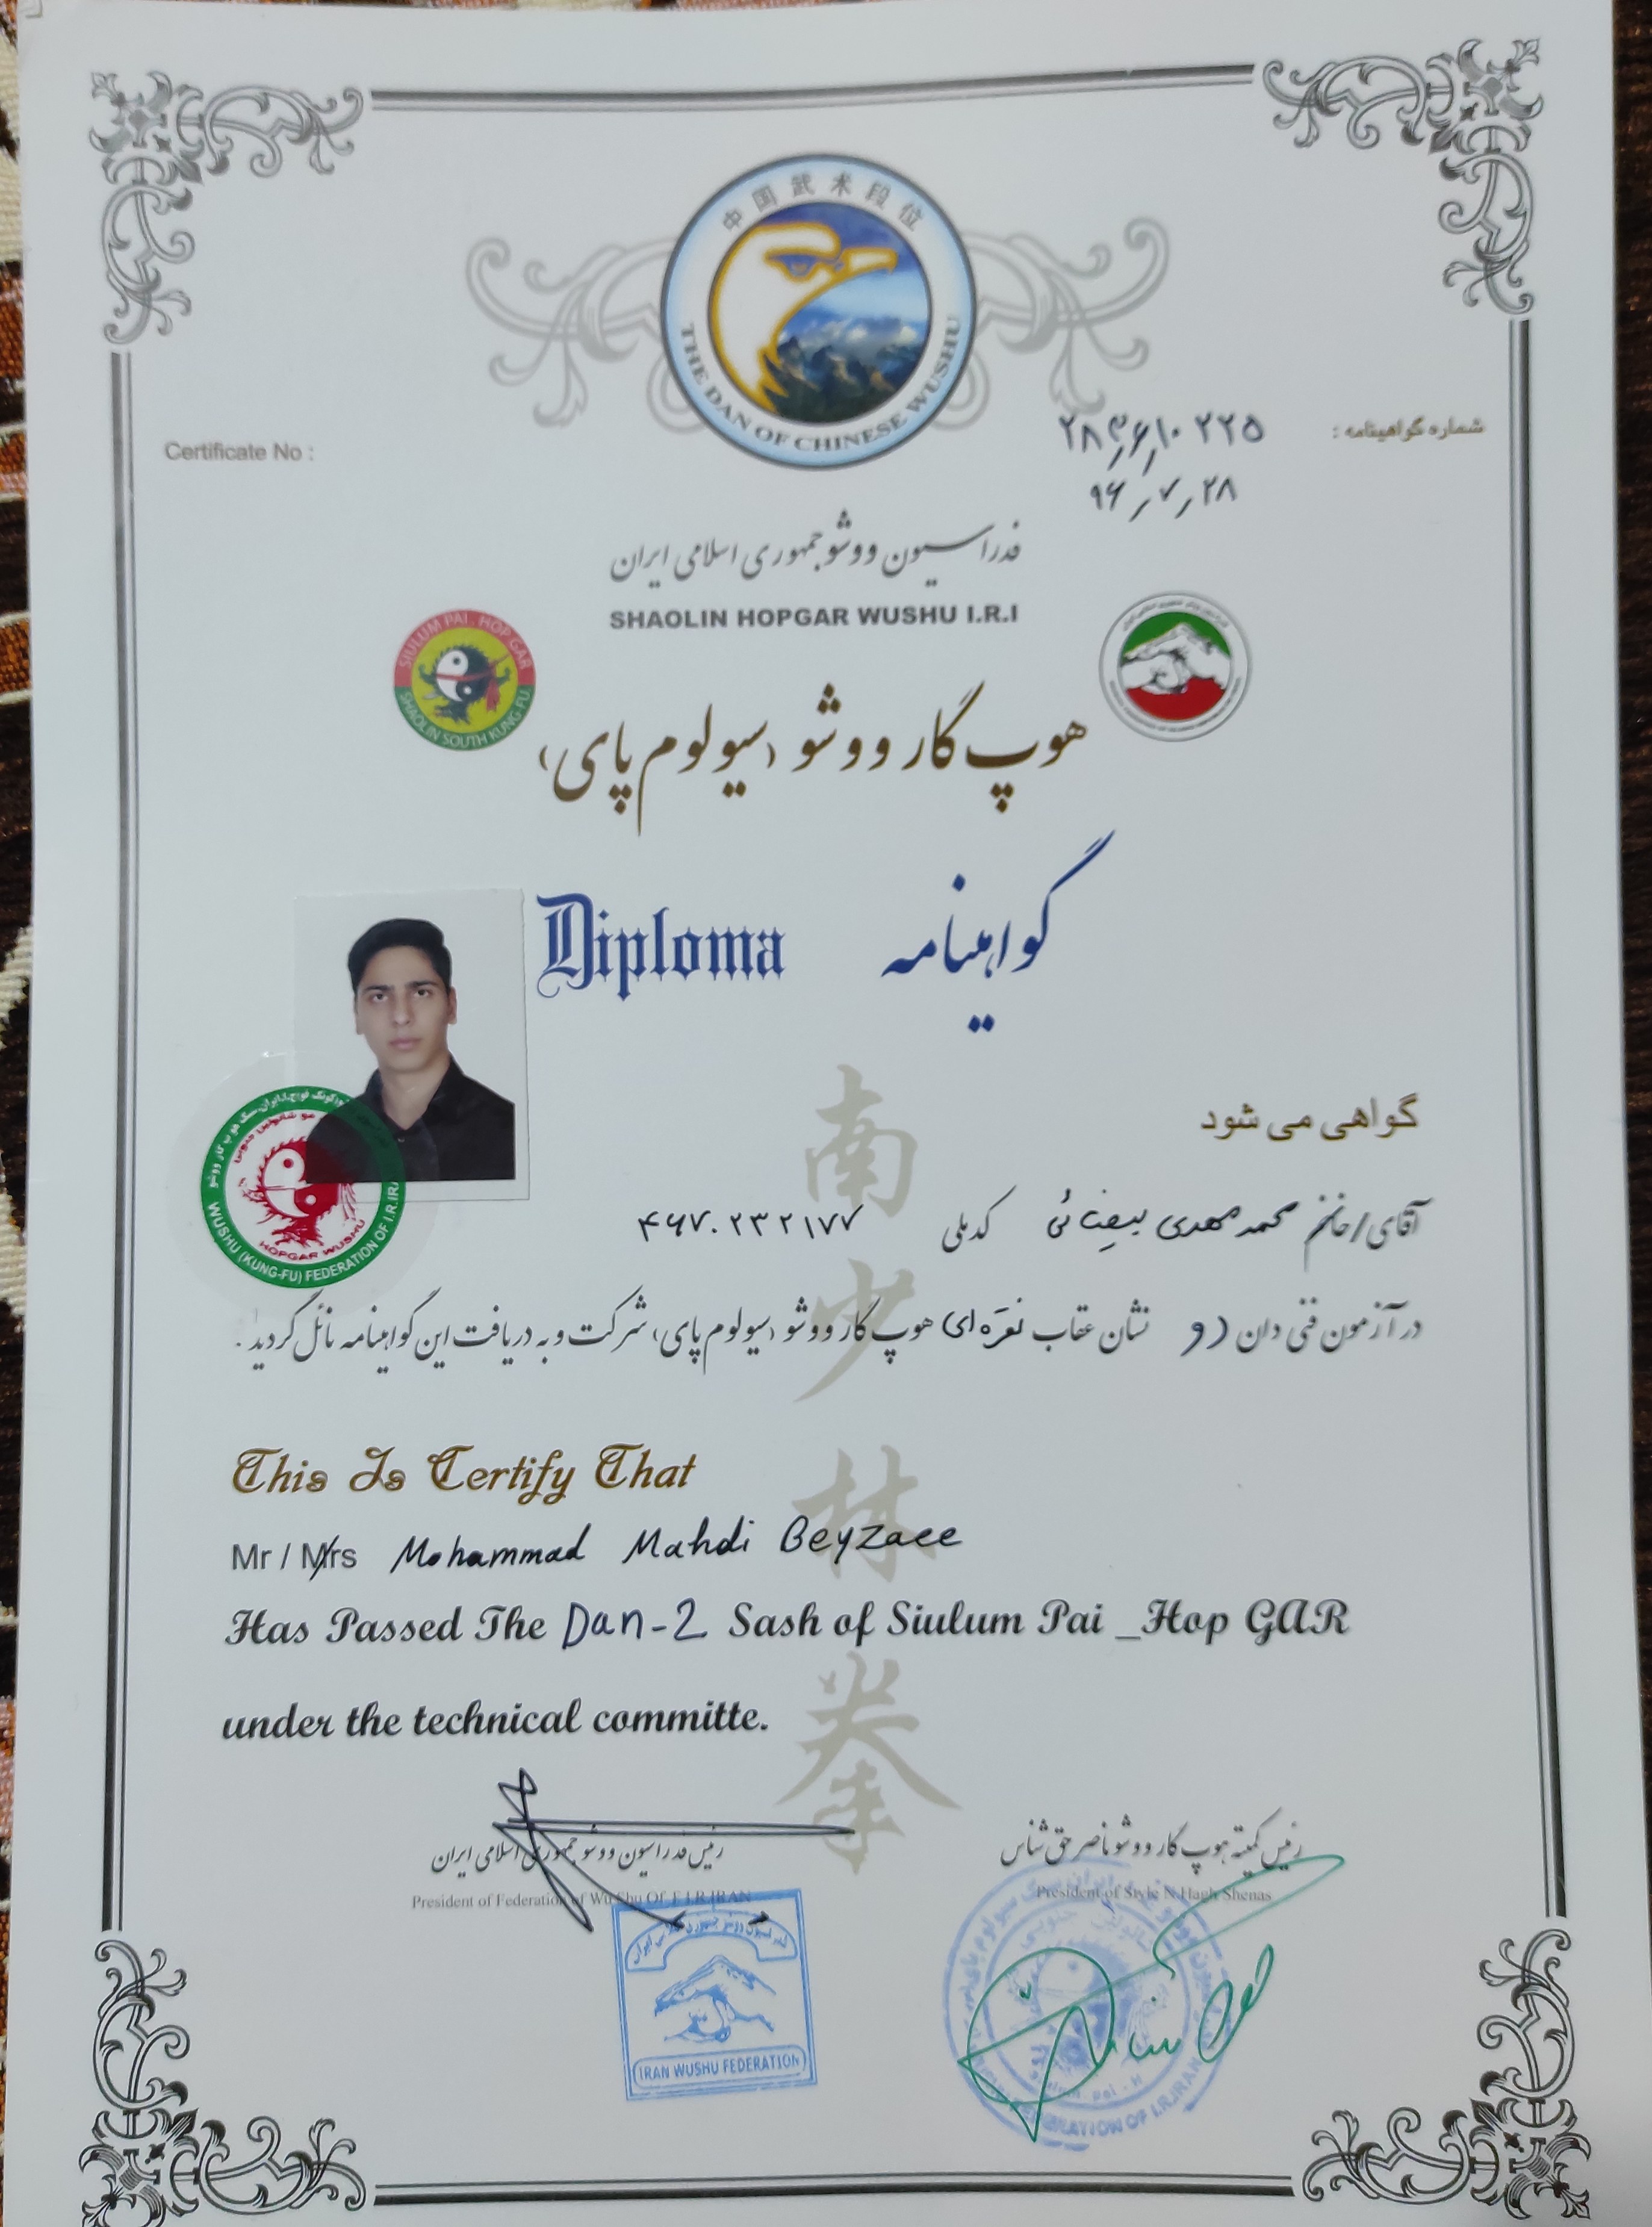 中国武术段位
THE DAN OF CHINESE WUSHU
شماره گواهینامه :
Certificate No :
۹۶/۷/۲۸
فدراسیون ووشو جمهوری اسلامی ایران
SHAOLIN HOPGAR WUSHU I.R.I
SIULUM PAI. HOP GAR
SHAOLIN SOUTH KUNG-FU.
هوپ گار ووشو (سیولوم پای)
Diploma گواهینامه
گواهی می شود
آقای/خانم محمد مهدی بیضائی کد ملی ۴۶۷۰۲۳۲۱۷۷
در آزمون فنی دان دو نشان عقاب نقره ای هوپ گار ووشو (سیولوم پای) شرکت و به دریافت این گواهینامه نائل گردید .
HOPGAR WUSHU
WUSHU (KUNG-FU) FEDERATION OF I.R.IRAN
南少林拳
This Is Certify That
Mr / Mrs Mohammad Mahdi Beyzaee
Has Passed The Dan-2 Sash of Siulum Pai _Hop GAR
under the technical committe.
رئیس کمیته هوپ گار ووشو ناصر حق شناس
President of Style N.Hagh Shenas
رئیس فدراسیون ووشو جمهوری اسلامی ایران
President of Federation of Wu Shu Of F I.R.IRAN
IRAN WUSHU FEDERATION